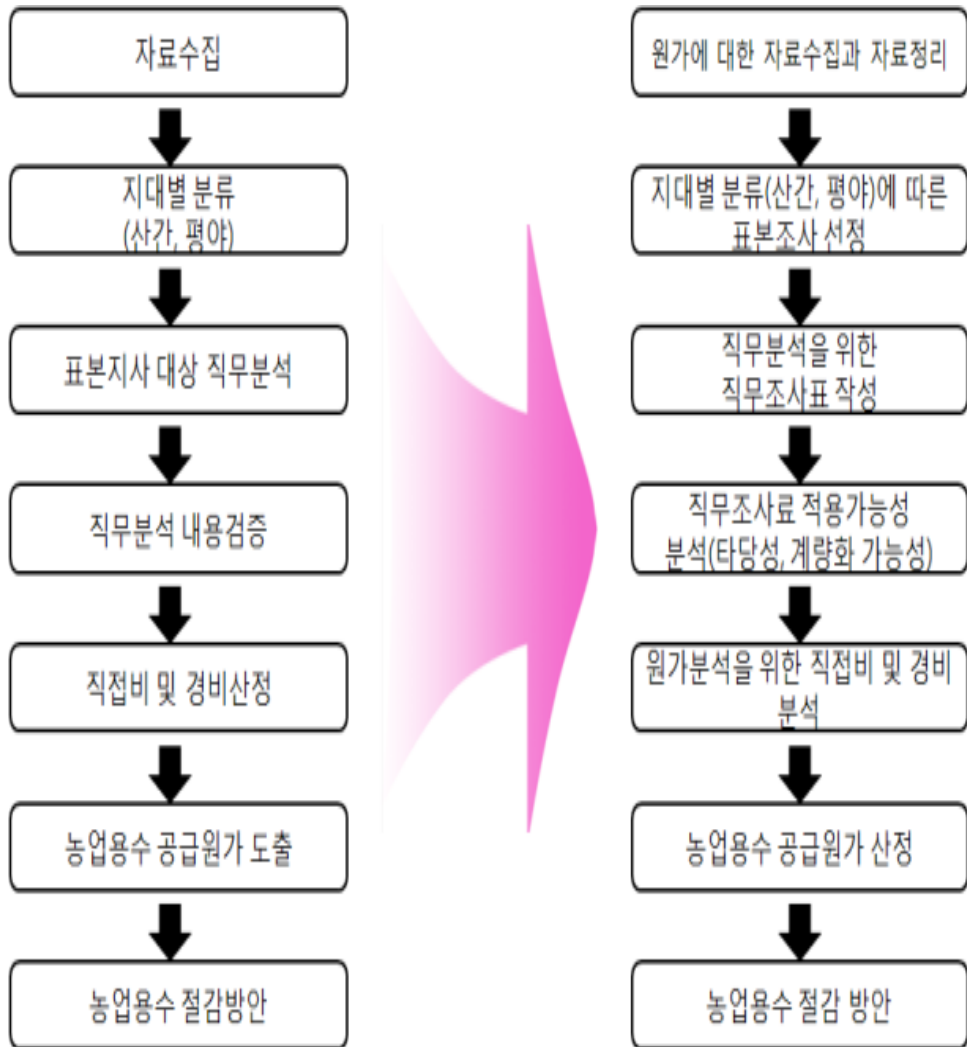 자료수집
지대별 분류
(산간, 평야)
표본지사 대상 직무분석
직무분석 내용검증
직접비 및 경비산정
농업용수 공급원가 도출
농업용수 절감방안
원가에 대한 자료수집과 자료정리
지대별 분류(산간, 평야)에 따른
표본조사 선정
직무분석을 위한
직무조사표 작성
직무조사료 적용가능성
분석(타당성, 계량화 가능성)
원가분석을 위한 직접비 및 경비
분석
농업용수 공급원가 산정
농업용수 절감 방안